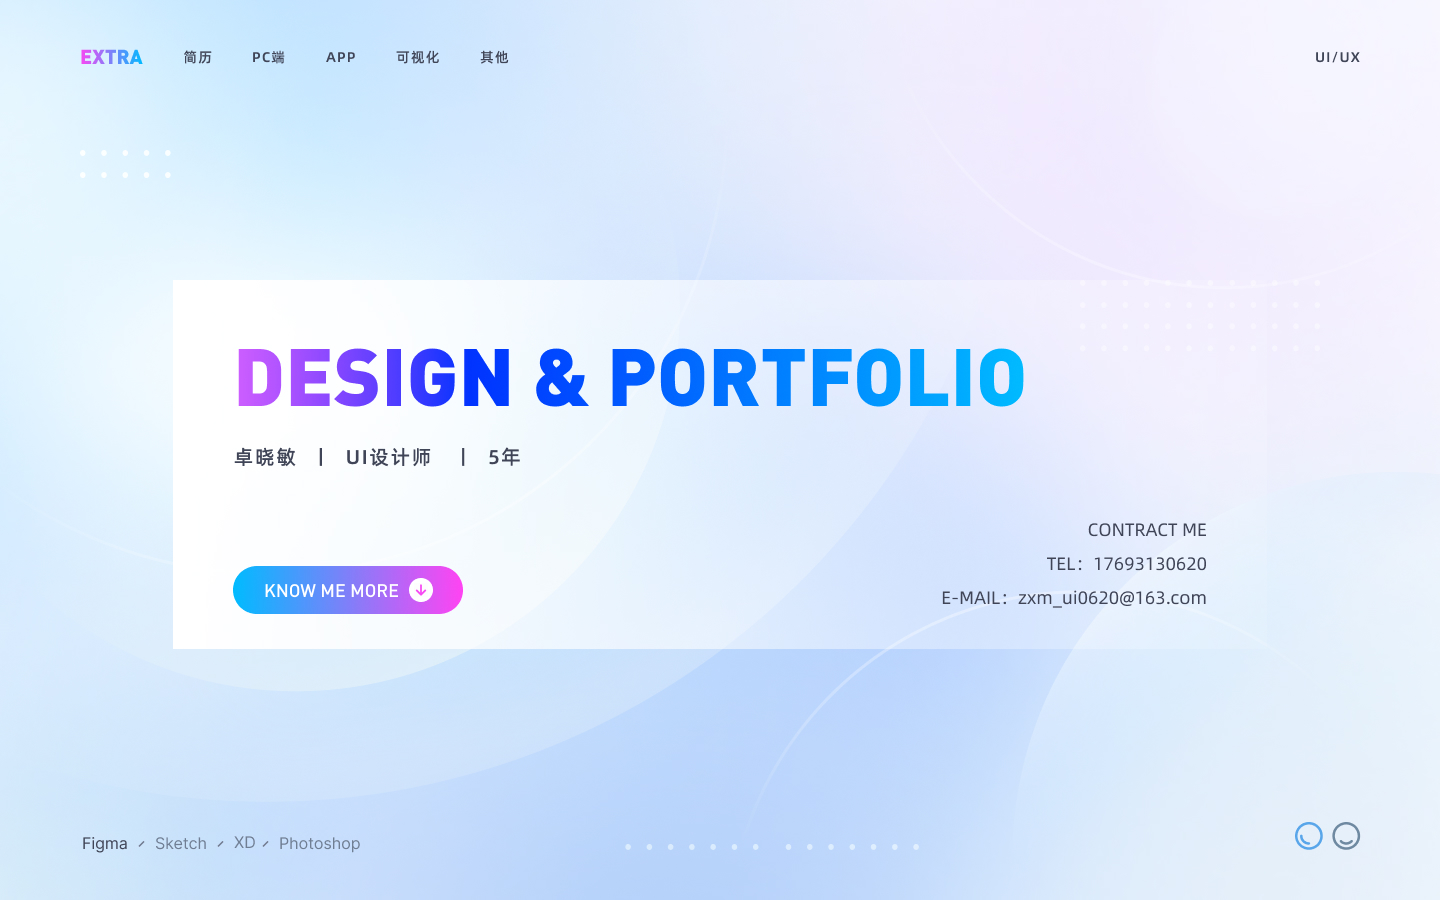 EXTRA 简历 PC端 APP 可视化 其他 UI/UX
DESIGN & PORTFOLIO
卓晓敏 | UI设计师 | 5年
CONTRACT ME
TEL：17693130620
E-MAIL：zxm_ui0620@163.com
KNOW ME MORE
Figma / Sketch / XD / Photoshop